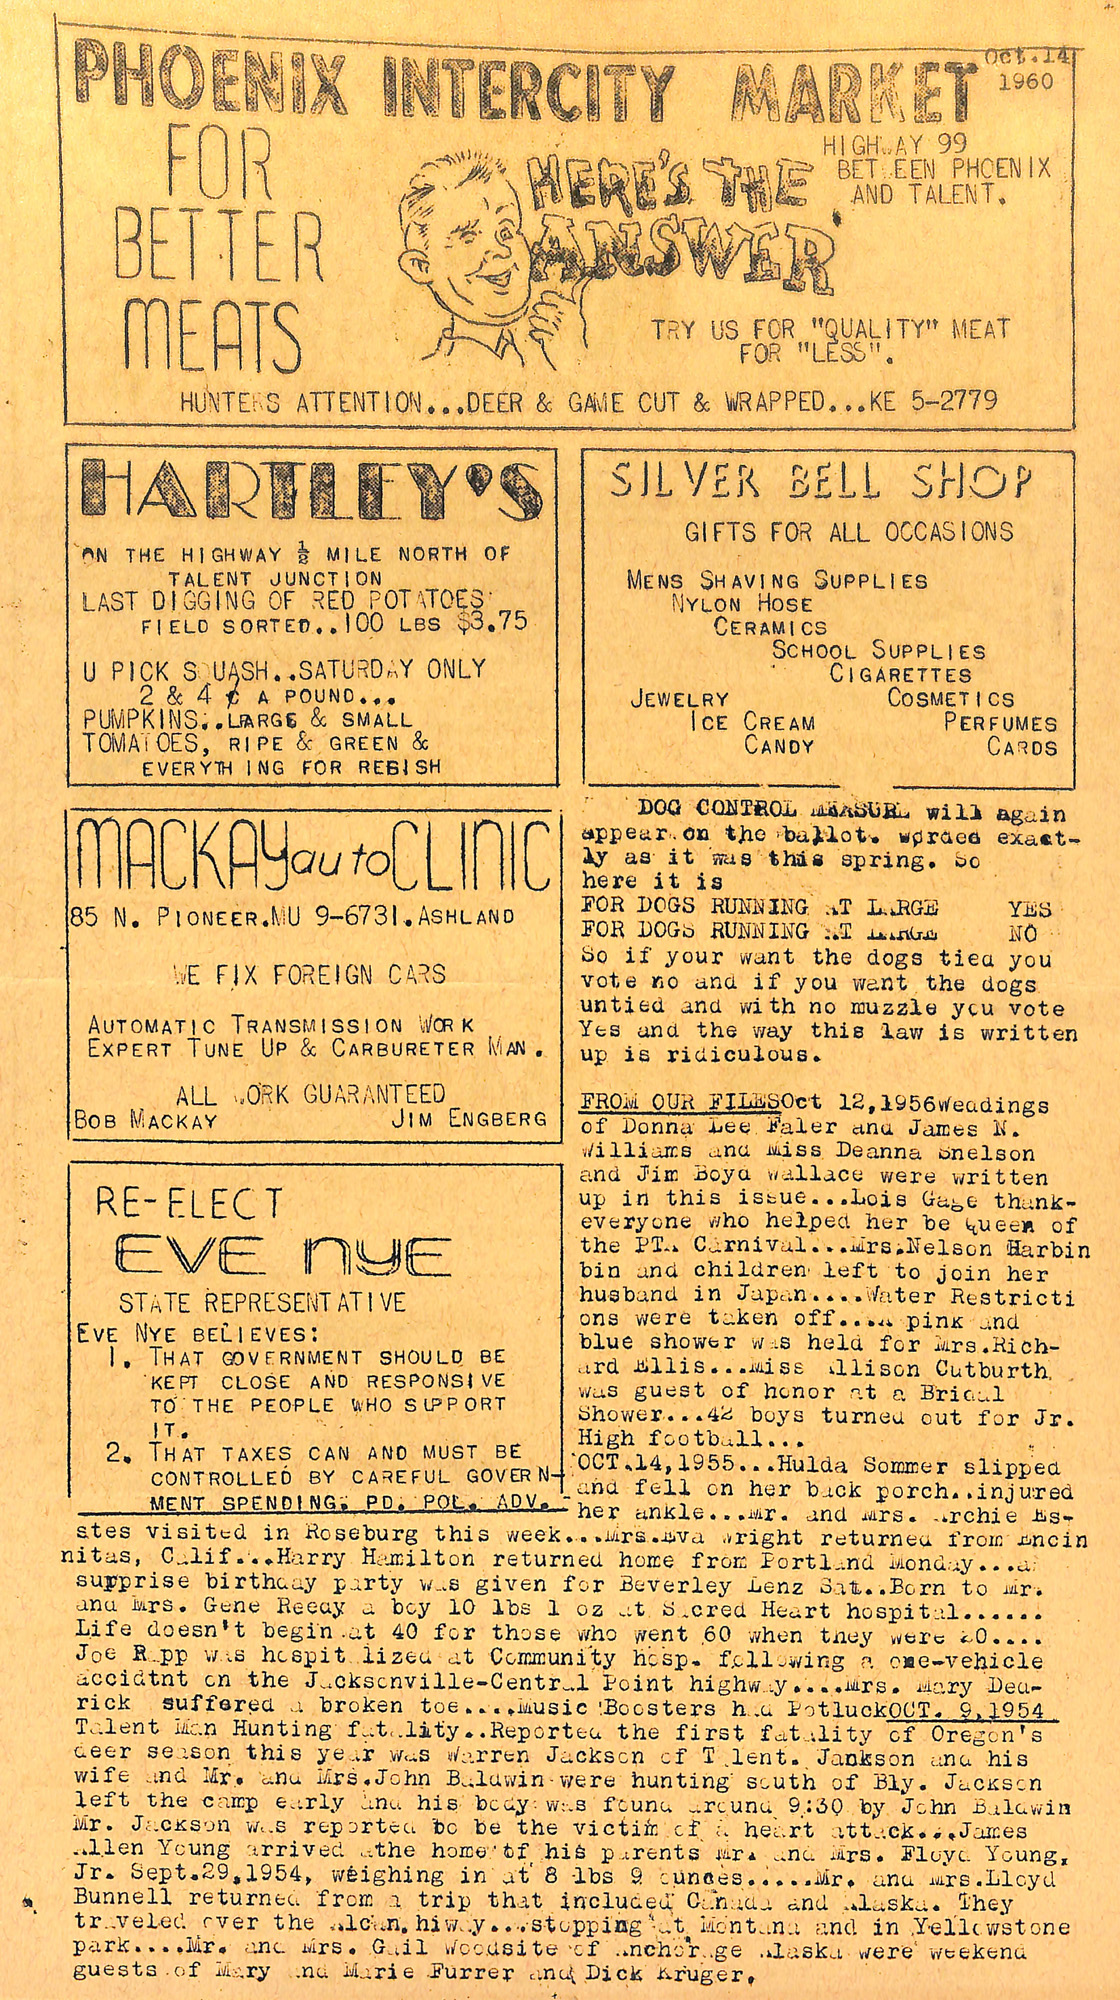 PHOENIX INTERCITY MARKET
Oct.14
1960
FOR
BETTER
MEATS
HERE'S THE
ANSWER
HIGHWAY 99
BETWEEN PHOENIX
AND TALENT.
TRY US FOR "QUALITY" MEAT
FOR "LESS".
HUNTERS ATTENTION...DEER & GAME CUT & WRAPPED...KE 5-2779
HARTLEY'S
ON THE HIGHWAY ½ MILE NORTH OF
TALENT JUNCTION
LAST DIGGING OF RED POTATOES
FIELD SORTED..100 LBS $3.75
U PICK SQUASH..SATURDAY ONLY
2 & 4 ¢ A POUND...
PUMPKINS..LARGE & SMALL
TOMATOES, RIPE & GREEN &
EVERYTHING FOR REBISH
SILVER BELL SHOP
GIFTS FOR ALL OCCASIONS
MENS SHAVING SUPPLIES
NYLON HOSE
CERAMICS
SCHOOL SUPPLIES
CIGARETTES
JEWELRY COSMETICS
ICE CREAM PERFUMES
CANDY CARDS
MACKAY auto CLINIC
85 N. PIONEER.MU 9-6731.ASHLAND
WE FIX FOREIGN CARS
AUTOMATIC TRANSMISSION WORK
EXPERT TUNE UP & CARBURETER MAN.
ALL WORK GUARANTEED
BOB MACKAY JIM ENGBERG
RE-ELECT
EVE NYE
STATE REPRESENTATIVE
EVE NYE BELIEVES:
1. THAT GOVERNMENT SHOULD BE
KEPT CLOSE AND RESPONSIVE
TO THE PEOPLE WHO SUPPORT
IT.
2. THAT TAXES CAN AND MUST BE
CONTROLLED BY CAREFUL GOVERN-
MENT SPENDING. PD. POL. ADV.
DOG CONTROL MEASURE will again
appear on the ballot. worded exact-
ly as it was this spring. So
here it is
FOR DOGS RUNNING AT LARGE YES
FOR DOGS RUNNING AT LARGE NO
So if your want the dogs tied you
vote no and if you want the dogs
untied and with no muzzle you vote
Yes and the way this law is written
up is ridiculous.
FROM OUR FILESOct 12,1956Weddings
of Donna Lee Faler and James N.
Williams and Miss Deanna Snelson
and Jim Boyd Wallace were written
up in this issue...Lois Gage thank-
everyone who helped her be Queen of
the PTA Carnival...Mrs.Nelson Harbin
bin and children left to join her
husband in Japan....Water Restricti
ons were taken off....A pink and
blue shower was held for Mrs.Rich-
ard Ellis...Miss Allison Cutburth
was guest of honor at a Bridal
Shower...42 boys turned out for Jr.
High football...
OCT.14,1955...Hulda Sommer slipped
and fell on her back porch..injured
her ankle...Mr. and Mrs. Archie Es-
stes visited in Roseburg this week...Mrs.Eva Wright returned from Encin
nitas, Calif...Harry Hamilton returned home from Portland Monday...a
surprise birthday party was given for Beverley Lenz Sat..Born to Mr.
and Mrs. Gene Reedy a boy 10 lbs 1 oz at Sacred Heart hospital......
Life doesn't begin at 40 for those who went 60 when they were 20....
Joe Rapp was hospitalized at Community hosp. following a one-vehicle
accidtnt on the Jacksonville-Central Point highway....Mrs. Mary Dea-
rick suffered a broken toe....Music Boosters had PotluckOCT. 9,1954
Talent Man Hunting fatality..Reported the first fatality of Oregon's
deer season this year was Warren Jackson of Talent. Jankson and his
wife and Mr. and Mrs.John Baldwin were hunting south of Bly. Jackson
left the camp early and his body was found around 9:30 by John Baldwin
Mr. Jackson was reported bo be the victim of a heart attack...James
Allen Young arrived athe home of his parents Mr. and Mrs. Floyd Young,
Jr. Sept.29,1954, weighing in at 8 lbs 9 ounces.....Mr. and Mrs.Lloyd
Bunnell returned from a trip that included Canada and Alaska. They
traveled over the Alcan.hiway...stopping at Montana and in Yellowstone
park....Mr. and Mrs. Gail Woodsite of Anchorage Alaska were weekend
guests of Mary and Marie Furrer and Dick Kruger.